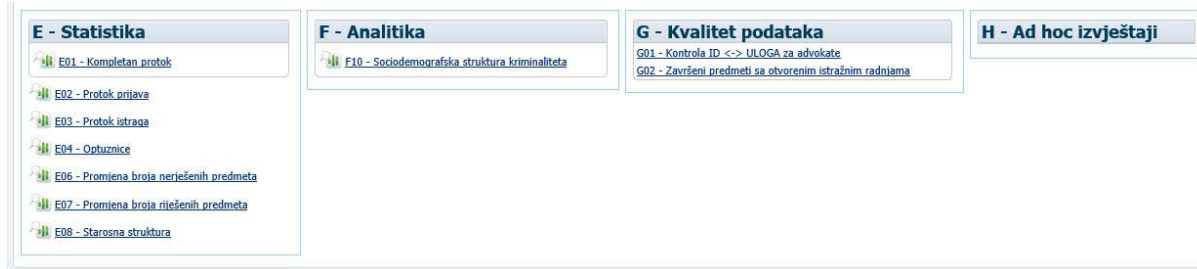 E - Statistika
E01 - Kompletan protok
E02 - Protok prijava
E03 - Protok istraga
E04 - Optuznice
E06 - Promjena broja nerješenih predmeta
E07 - Promjena broja riješenih predmeta
E08 - Starosna struktura
F - Analitika
F10 - Sociodemografska struktura kriminaliteta
G - Kvalitet podataka
G01 - Kontrola ID <-> ULOGA za advokate
G02 - Završeni predmeti sa otvorenim istražnim radnjama
H - Ad hoc izvještaji